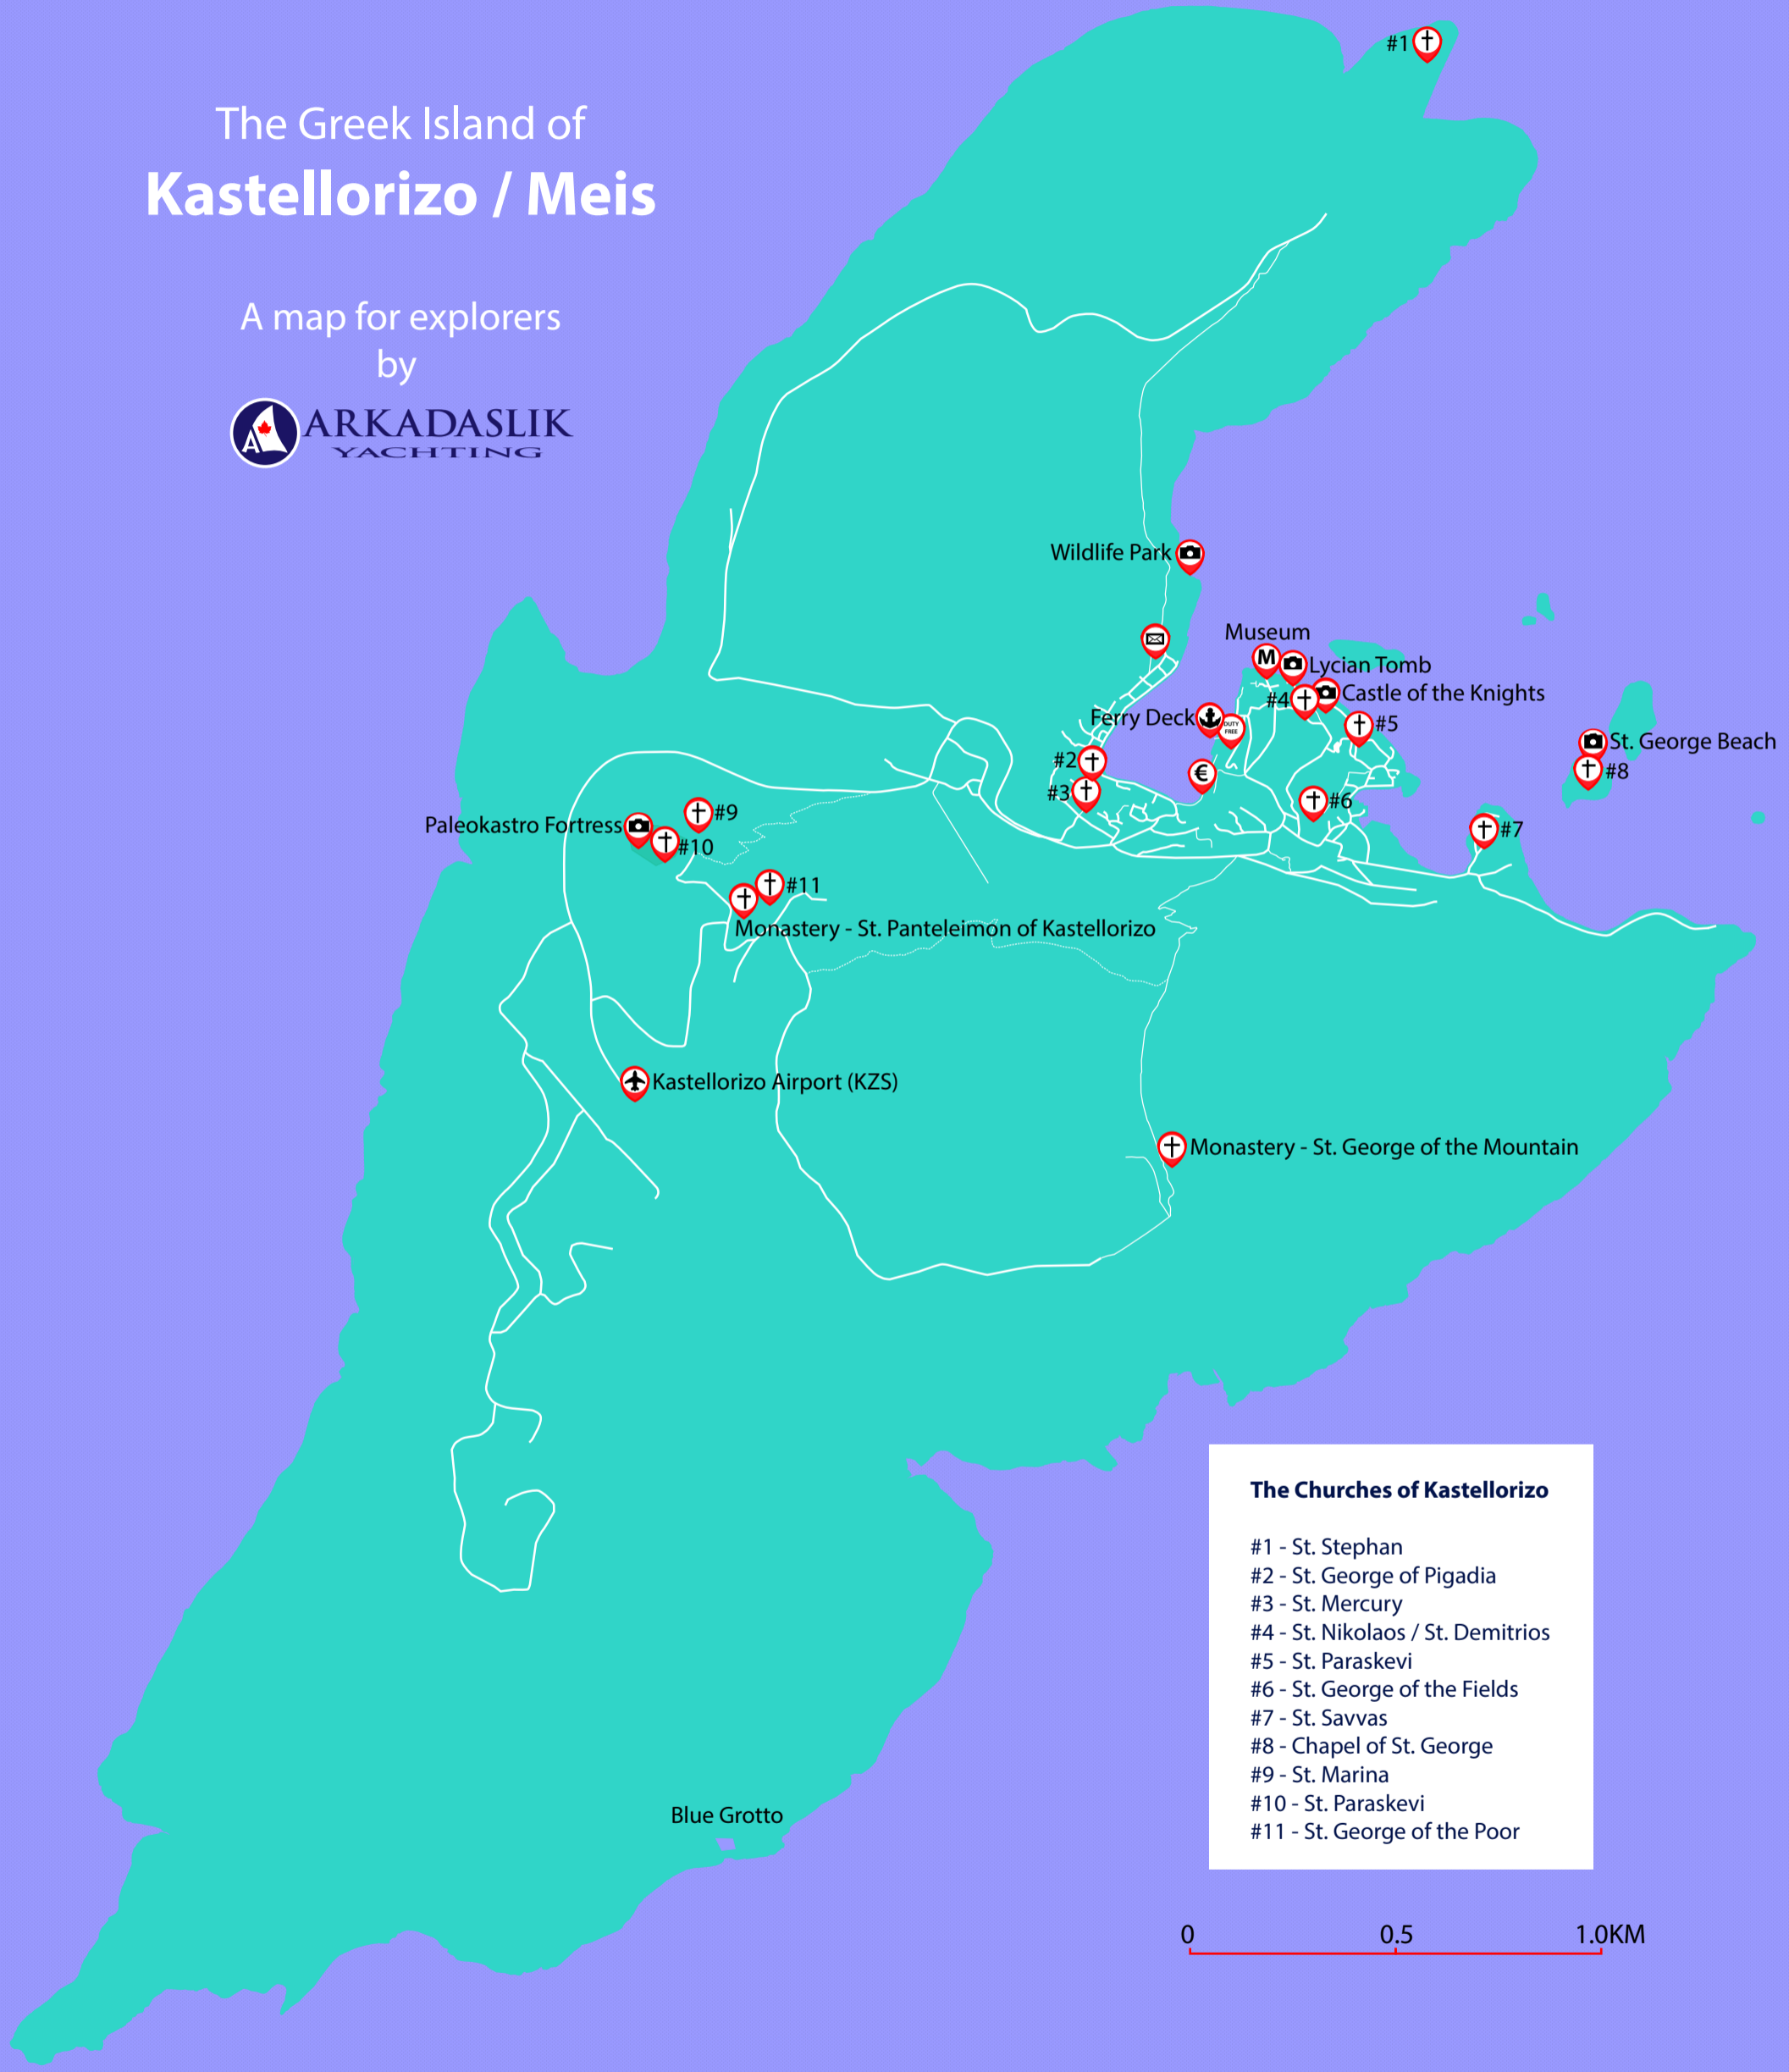 The Greek Island of
Kastellorizo / Meis
A map for explorers
by
A
ARKADASLIK
YACHTING
#1
Wildlife Park
Museum
M
Lycian Tomb
#4
Castle of the Knights
Ferry Deck
DUTY
FREE
#5
#2
€
St. George Beach
#8
#3
#6
#7
#9
Paleokastro Fortress
#10
#11
Monastery - St. Panteleimon of Kastellorizo
Kastellorizo Airport (KZS)
Monastery - St. George of the Mountain
The Churches of Kastellorizo
#1 - St. Stephan
#2 - St. George of Pigadia
#3 - St. Mercury
#4 - St. Nikolaos / St. Demitrios
#5 - St. Paraskevi
#6 - St. George of the Fields
#7 - St. Savvas
#8 - Chapel of St. George
#9 - St. Marina
#10 - St. Paraskevi
#11 - St. George of the Poor
Blue Grotto
0 0.5 1.0KM